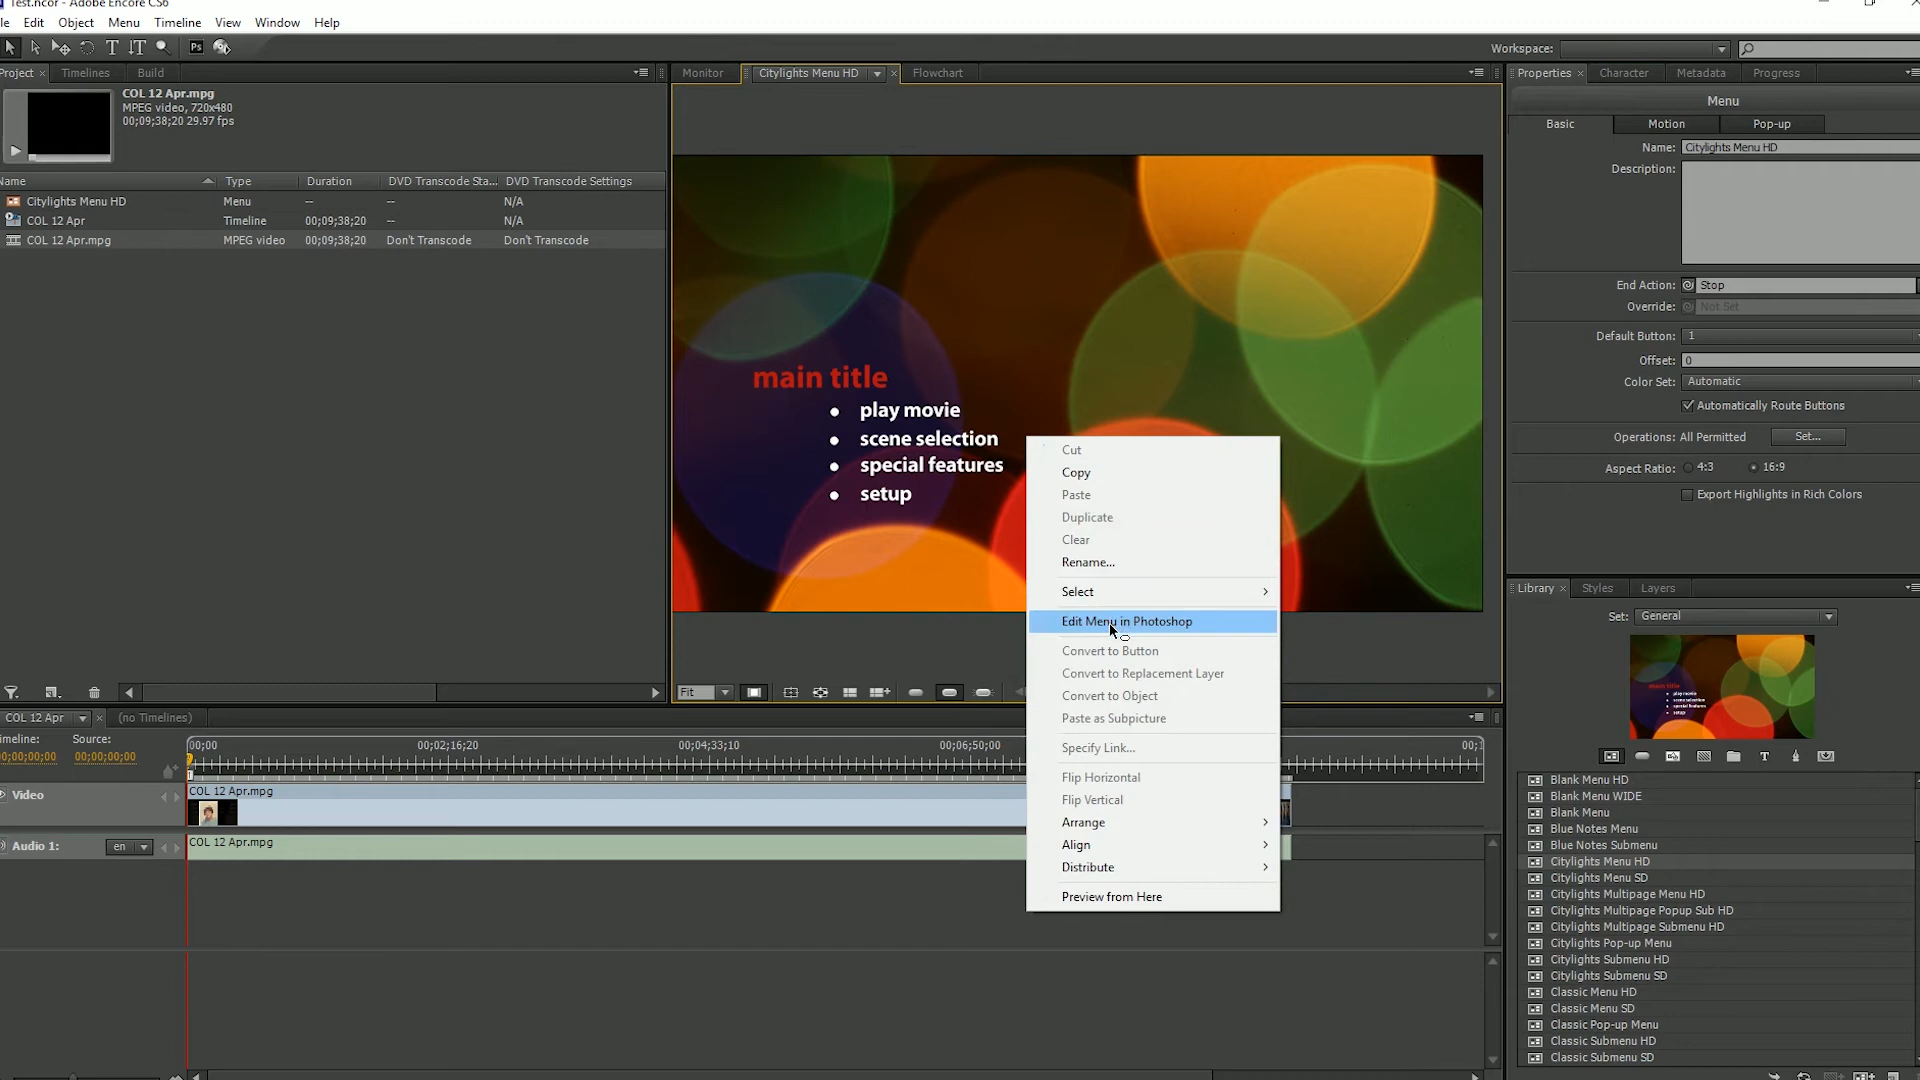 Test.ncor - Adobe Encore CS6
Edit Object Menu Timeline View Window Help
Workspace:
Project Timelines Build
Monitor Citylights Menu HD Flowchart
Properties Character Metadata Progress
COL 12 Apr.mpg
MPEG video, 720x480
00;09;38;20 29.97 fps
Menu
Basic Motion Pop-up
Name: Citylights Menu HD
Description:
Name Type Duration DVD Transcode Sta... DVD Transcode Settings
Citylights Menu HD Menu -- -- N/A
COL 12 Apr Timeline 00;09;38;20 -- N/A
COL 12 Apr.mpg MPEG video 00;09;38;20 Don't Transcode Don't Transcode
main title
play movie
scene selection
special features
setup
End Action: Stop
Override: Not Set
Default Button: 1
Offset: 0
Color Set: Automatic
Automatically Route Buttons
Operations: All Permitted Set...
Aspect Ratio: 4:3 16:9
Export Highlights in Rich Colors
Cut
Copy
Paste
Duplicate
Clear
Rename...
Select
Edit Menu in Photoshop
Convert to Button
Convert to Replacement Layer
Convert to Object
Paste as Subpicture
Specify Link...
Flip Horizontal
Flip Vertical
Arrange
Align
Distribute
Preview from Here
Fit
Library Styles Layers
Set: General
main title
play movie
scene selection
special features
setup
Blank Menu HD
Blank Menu WIDE
Blank Menu
Blue Notes Menu
Blue Notes Submenu
Citylights Menu HD
Citylights Menu SD
Citylights Multipage Menu HD
Citylights Multipage Popup Sub HD
Citylights Multipage Submenu HD
Citylights Pop-up Menu
Citylights Submenu HD
Citylights Submenu SD
Classic Menu HD
Classic Menu SD
Classic Pop-up Menu
Classic Submenu HD
Classic Submenu SD
COL 12 Apr (no Timelines)
Timeline: Source:
00;00;00;00 00;00;00;00
00;00 00;02;16;20 00;04;33;10 00;06;50;00
Video COL 12 Apr.mpg
Audio 1: en COL 12 Apr.mpg